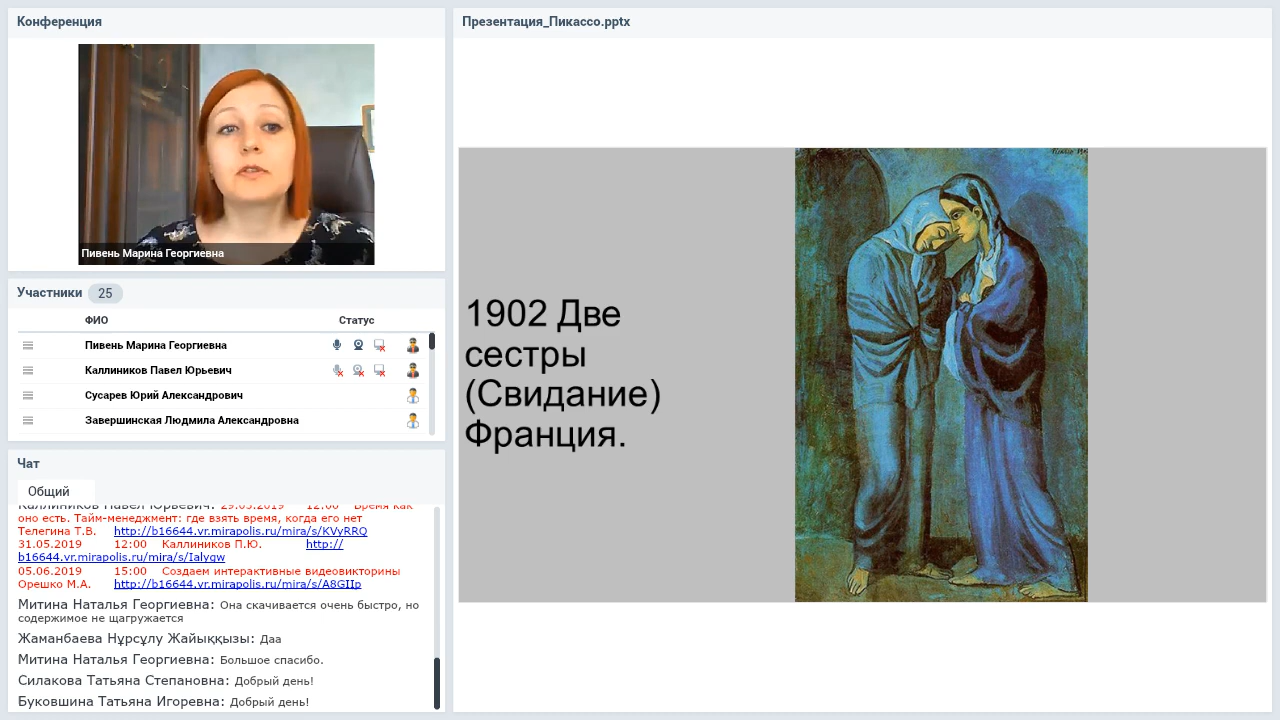 Конференция
Пивень Марина Георгиевна
Участники 25
ФИО Статус
Пивень Марина Георгиевна
Каллиников Павел Юрьевич
Сусарев Юрий Александрович
Завершинская Людмила Александровна
Чат
Общий
Каллиников Павел Юрьевич: 29.05.2019 12:00 Время как
оно есть. Тайм-менеджмент: где взять время, когда его нет
Телегина Т.В. http://b16644.vr.mirapolis.ru/mira/s/KVyRRQ
31.05.2019 12:00 Каллиников П.Ю. http://
b16644.vr.mirapolis.ru/mira/s/Ialyqw
05.06.2019 15:00 Создаем интерактивные видеовикторины
Орешко М.А. http://b16644.vr.mirapolis.ru/mira/s/A8GIIp
Митина Наталья Георгиевна: Она скачивается очень быстро, но
содержимое не щагружается
Жаманбаева Нұрсұлу Жайыққызы: Даа
Митина Наталья Георгиевна: Большое спасибо.
Силакова Татьяна Степановна: Добрый день!
Буковшина Татьяна Игоревна: Добрый день!
Презентация_Пикассо.pptx
1902 Две
сестры
(Свидание)
Франция.